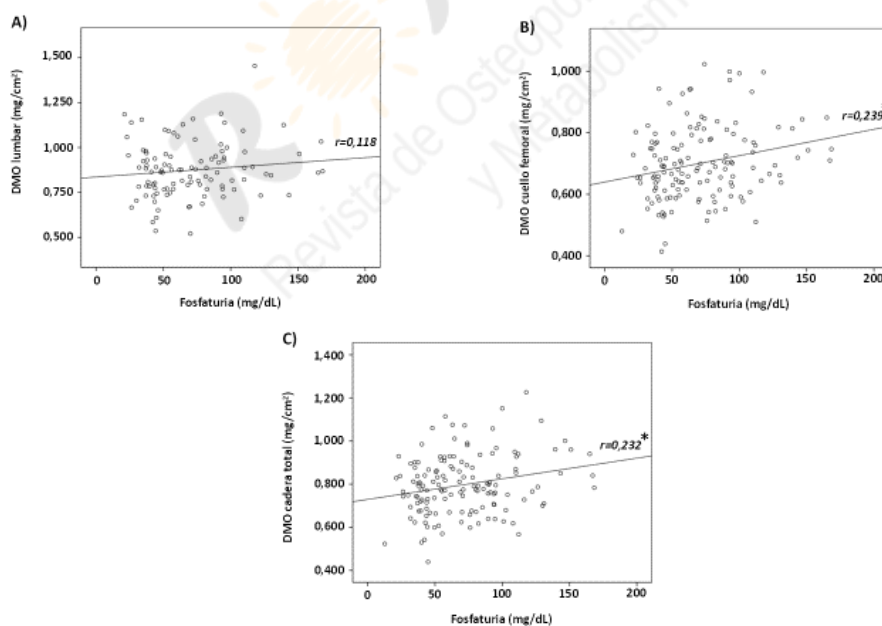 A)
DMO lumbar (mg/cm²)
1,500
1,250
1,000
0,750
0,500
r=0,118
0 50 100 150 200
Fosfaturia (mg/dL)
B)
DMO cuello femoral (mg/cm²)
1,000
0,800
0,600
0,400
r=0,239
0 50 100 150 200
Fosfaturia (mg/dL)
C)
DMO cadera total (mg/cm²)
1,400
1,200
1,000
0,800
0,600
0,400
r=0,232
*
0 50 100 150 200
Fosfaturia (mg/dL)
R
Revista de Osteopo
y Metabolism